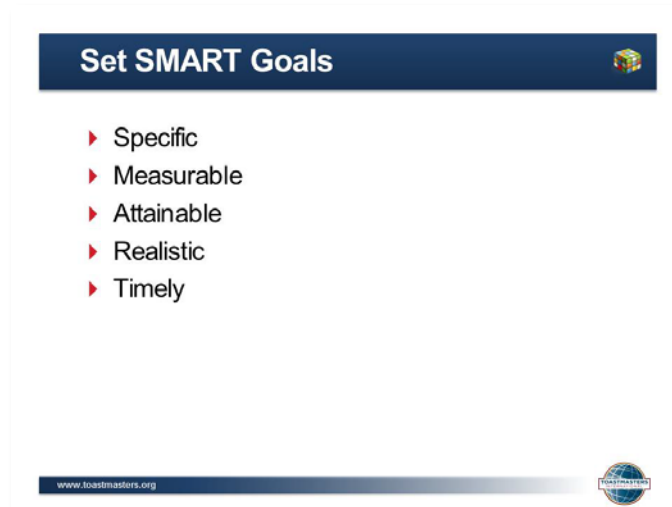 Set SMART Goals
Specific
Measurable
Attainable
Realistic
Timely
www.toastmasters.org
TOASTMASTERS